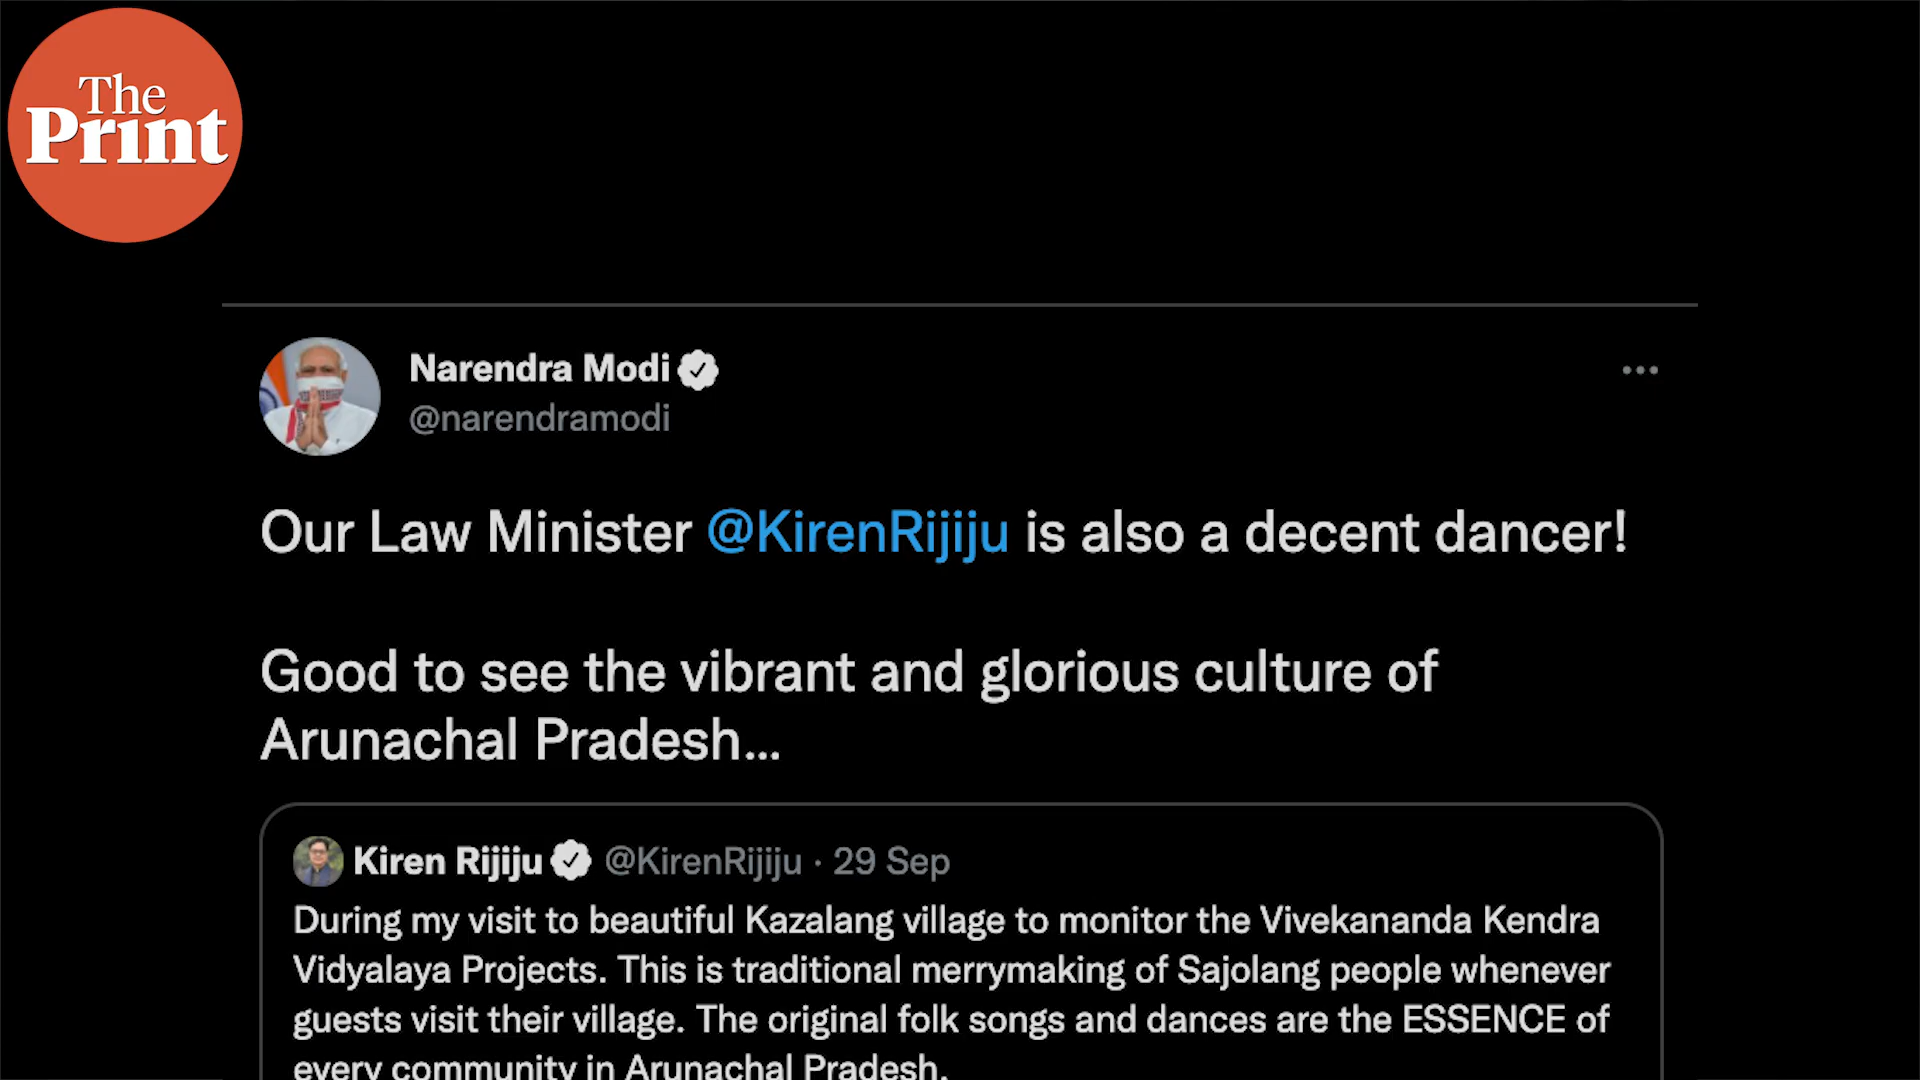 The
Print
Narendra Modi
@narendramodi
Our Law Minister @KirenRijiju is also a decent dancer!
Good to see the vibrant and glorious culture of
Arunachal Pradesh...
Kiren Rijiju @KirenRijiju · 29 Sep
During my visit to beautiful Kazalang village to monitor the Vivekananda Kendra
Vidyalaya Projects. This is traditional merrymaking of Sajolang people whenever
guests visit their village. The original folk songs and dances are the ESSENCE of
every community in Arunachal Pradesh.